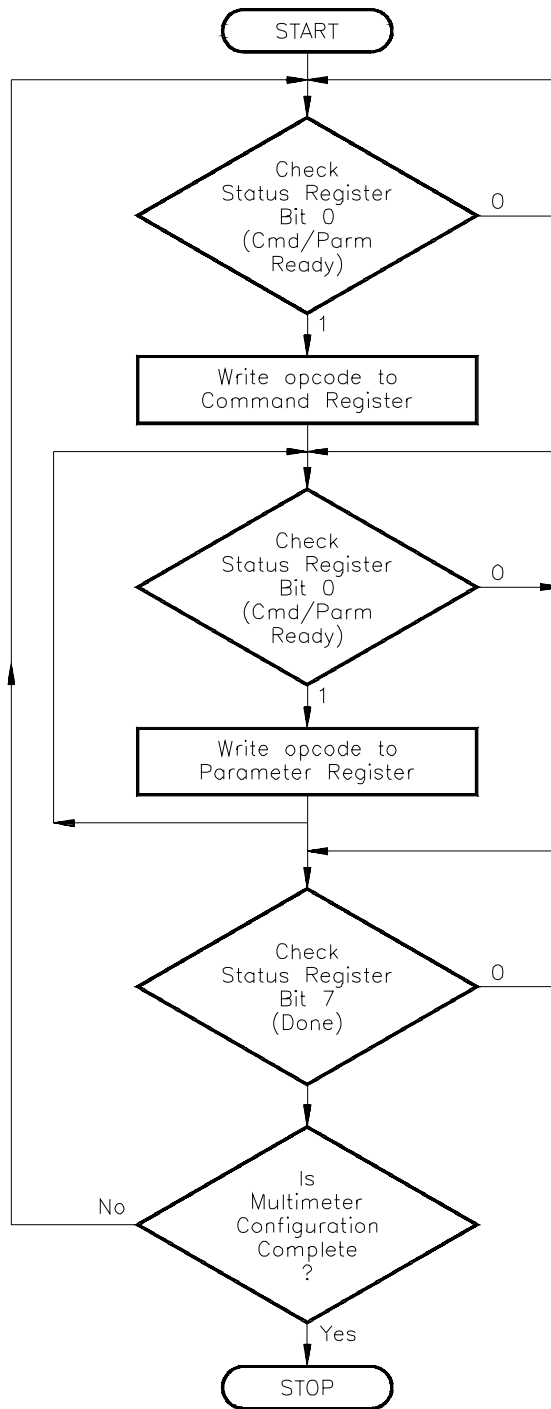 START
Check
Status Register
Bit 0
(Cmd/Parm
Ready)
0
1
Write opcode to
Command Register
Check
Status Register
Bit 0
(Cmd/Parm
Ready)
0
1
Write opcode to
Parameter Register
Check
Status Register
Bit 7
(Done)
0
Is
Multimeter
Configuration
Complete
?
No
Yes
STOP